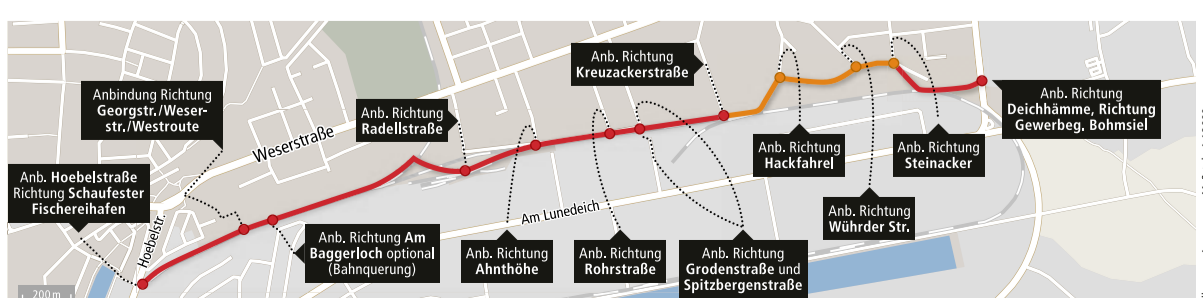 Anb. Hoebelstraße
Richtung Schaufester
Fischereihafen
Anbindung Richtung
Georgstr./Weser-
str./Westroute
Hoebelstr.
200 m
Weserstraße
Anb. Richtung Am
Baggerloch optional
(Bahnquerung)
Anb. Richtung
Radellstraße
Anb. Richtung
Ahnthöhe
Am Lunedeich
Anb. Richtung
Rohrstraße
Anb. Richtung
Kreuzackerstraße
Anb. Richtung
Grodenstraße und
Spitzbergenstraße
Anb. Richtung
Hackfahrel
Anb. Richtung
Wührder Str.
Anb. Richtung
Steinacker
Anb. Richtung
Deichhämme, Richtung
Gewerbeg. Bohmsiel